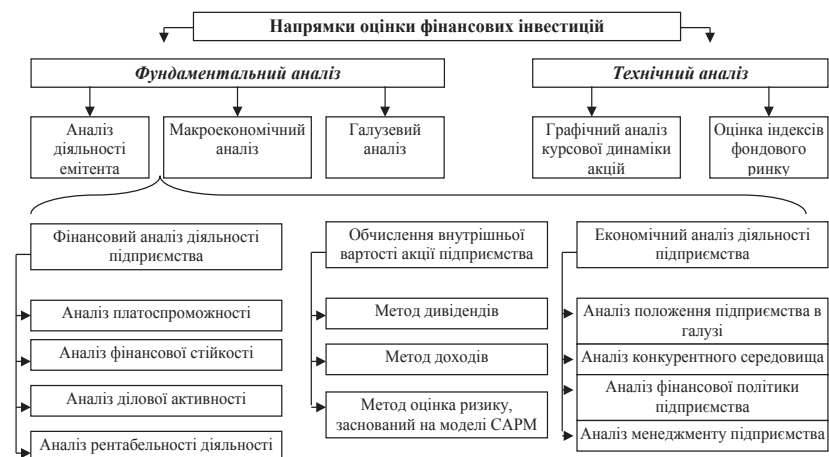 Напрямки оцінки фінансових інвестицій
Фундаментальний аналіз
Технічний аналіз
Аналіз
діяльності
емітента
Макроекономічний
аналіз
Галузевий
аналіз
Графічний аналіз
курсової динаміки
акцій
Оцінка індексів
фондового
ринку
Фінансовий аналіз діяльності
підприємства
Аналіз платоспроможності
Аналіз фінансової стійкості
Аналіз ділової активності
Аналіз рентабельності діяльності
Обчислення внутрішньої
вартості акції підприємства
Метод дивідендів
Метод доходів
Метод оцінка ризику,
заснований на моделі САРМ
Економічний аналіз діяльності
підприємства
Аналіз положення підприємства в
галузі
Аналіз конкурентного середовища
Аналіз фінансової політики
підприємства
Аналіз менеджменту підприємства